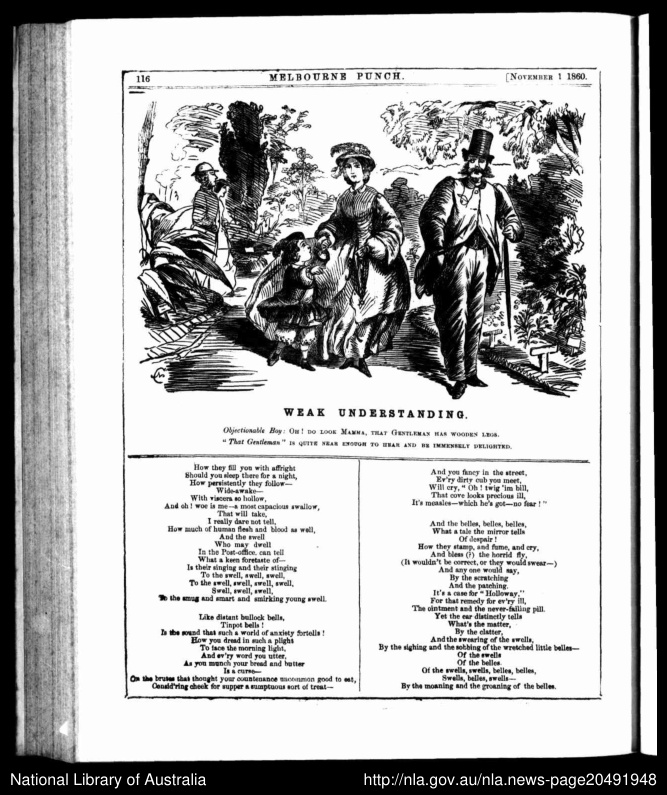 116
MELBOURNE PUNCH.
[NOVEMBER 1 1860.
WEAK UNDERSTANDING.
Objectionable Boy: OH! DO LOOK MAMMA, THAT GENTLEMAN HAS WOODEN LEGS.
"That Gentleman" IS QUITE NEAR ENOUGH TO HEAR AND BE IMMENSELY DELIGHTED.
How they fill you with affright
Should you sleep there for a night,
How persistently they follow—
Wide-awake—
With viscera so hollow,
And oh! woe is me—a most capacious swallow,
That will take,
I really dare not tell,
How much of human flesh and blood as well,
And the swell
Who may dwell
In the Post-office, can tell
What a keen foretaste of—
Is their singing and their stinging
To the swell, swell, swell,
To the swell, swell, swell, swell,
Swell, swell, swell,
To the smug and smart and smirking young swell.
Like distant bullock bells,
Tinpot bells!
Is the sound that such a world of anxiety fortells!
How you dread in such a plight
To face the morning light,
And ev'ry word you utter,
As you munch your bread and butter
Is a curse—
On the brutes that thought your countenance uncommon good to eat,
Consid'ring cheek for supper a sumptuous sort of treat—
And you fancy in the street,
Ev'ry dirty cub you meet,
Will cry, "Oh! twig 'im bill,
That cove looks precious ill,
It's measles—which he's got—no fear!"
And the belles, belles, belles,
What a tale the mirror tells
Of despair!
How they stamp, and fume, and cry,
And bless (?) the horrid fly,
(It wouldn't be correct, or they would swear—)
And any one would say,
By the scratching
And the patching.
It's a case for "Holloway,"
For that remedy for ev'ry ill,
The ointment and the never-failing pill.
Yet the ear distinctly tells
What's the matter,
By the clatter,
And the swearing of the swells,
By the sighing and the sobbing of the wretched little belles—
Of the swells
Of the belles.
Of the swells, swells, belles, belles,
Swells, belles, swells—
By the moaning and the groaning of the belles.
National Library of Australia
http://nla.gov.au/nla.news-page20491948